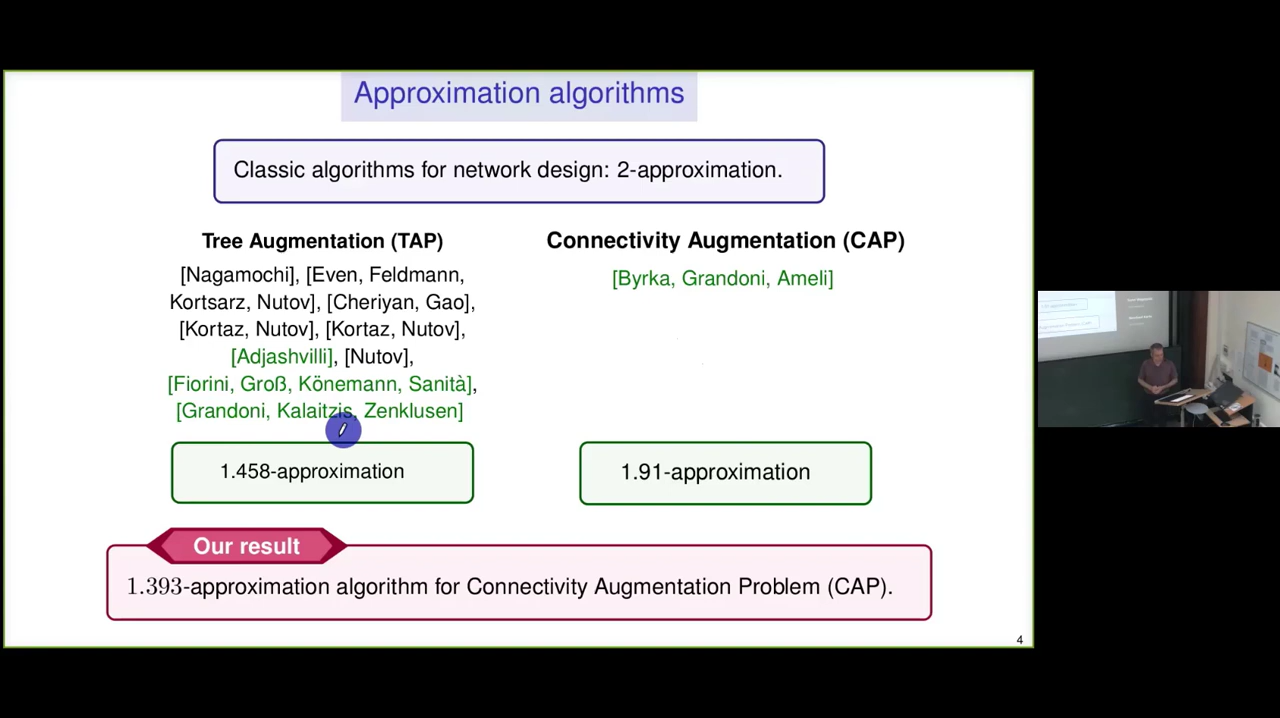 Approximation algorithms
Classic algorithms for network design: 2-approximation.
Tree Augmentation (TAP)
[Nagamochi], [Even, Feldmann,
Kortsarz, Nutov], [Cheriyan, Gao],
[Kortaz, Nutov], [Kortaz, Nutov],
[Adjashvilli], [Nutov],
[Fiorini, Groß, Könemann, Sanità],
[Grandoni, Kalaitzis, Zenklusen]
1.458-approximation
Connectivity Augmentation (CAP)
[Byrka, Grandoni, Ameli]
1.91-approximation
Our result
1.393-approximation algorithm for Connectivity Augmentation Problem (CAP).
4